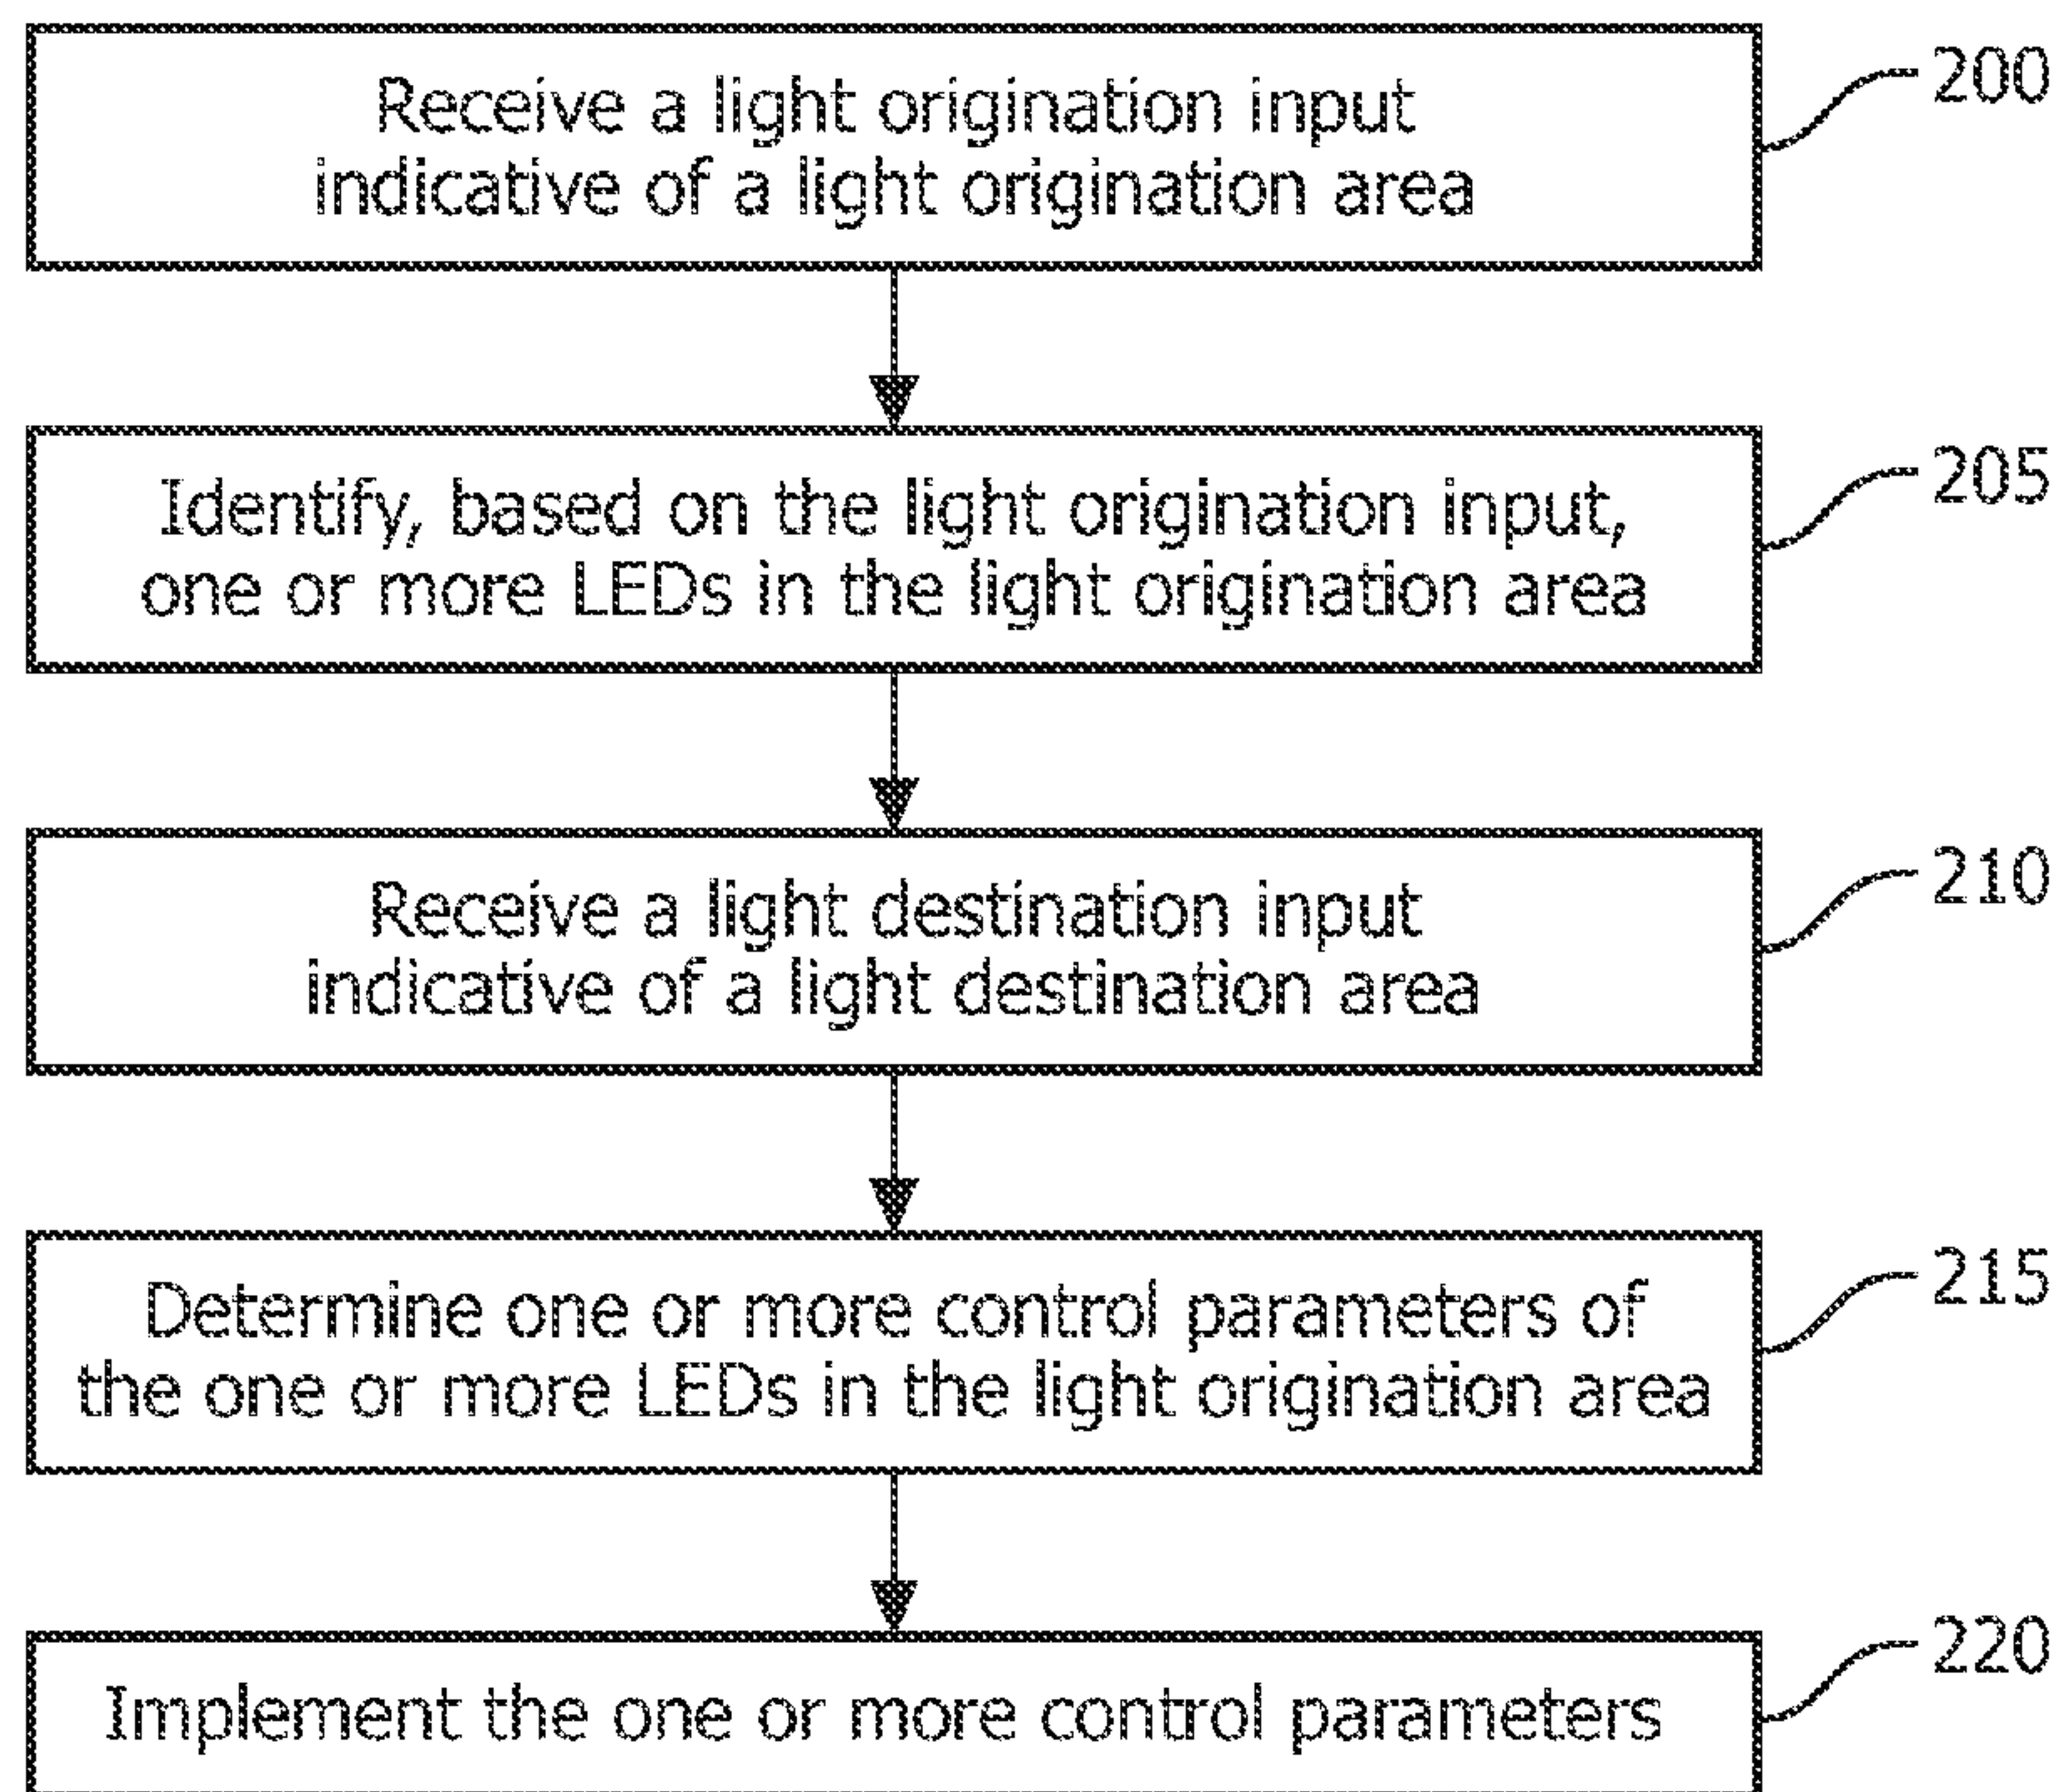 Receive a light origination input
indicative of a light origination area
200
Identify, based on the light origination input,
one or more LEDs in the light origination area
205
Receive a light destination input
indicative of a light destination area
210
Determine one or more control parameters of
the one or more LEDs in the light origination area
215
Implement the one or more control parameters
220